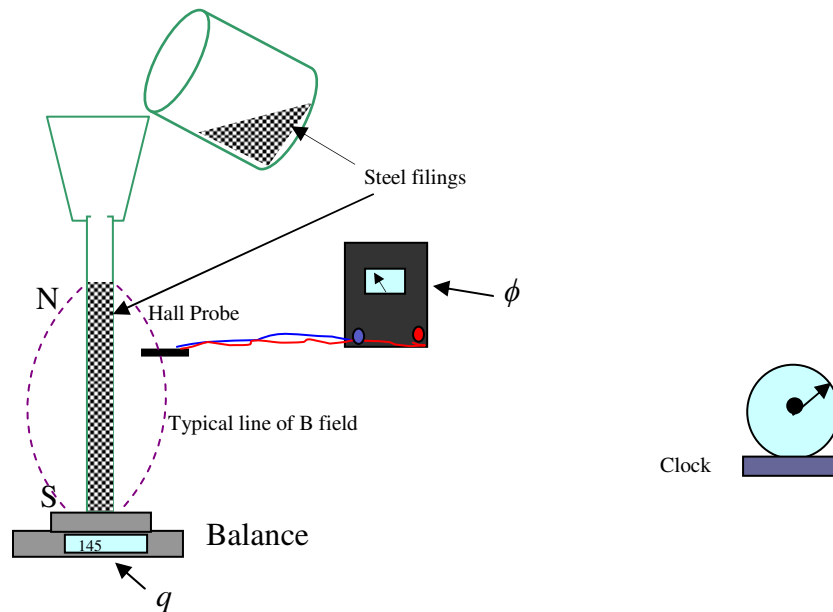 Steel filings
N
Hall Probe
ϕ
Typical line of B field
Clock
S
Balance
145
q